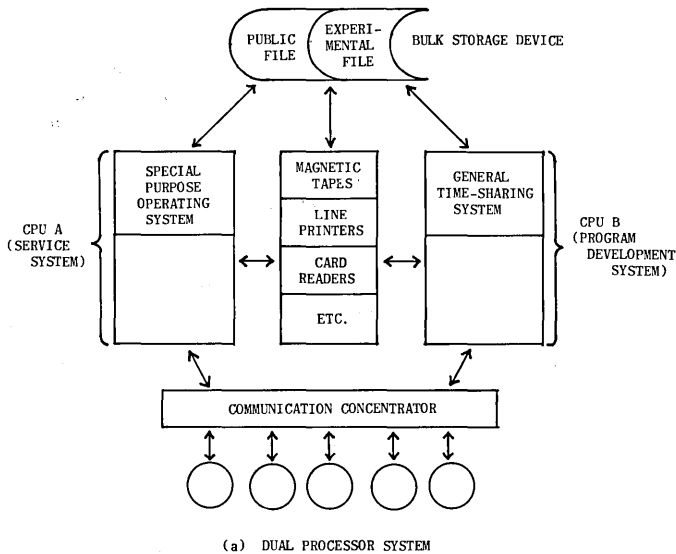 PUBLIC
FILE
EXPERI-
MENTAL
FILE
BULK STORAGE DEVICE
SPECIAL
PURPOSE
OPERATING
SYSTEM
MAGNETIC
TAPES
LINE
PRINTERS
CARD
READERS
ETC.
GENERAL
TIME-SHARING
SYSTEM
CPU A
(SERVICE
SYSTEM)
CPU B
(PROGRAM
DEVELOPMENT
SYSTEM)
COMMUNICATION CONCENTRATOR
(a) DUAL PROCESSOR SYSTEM